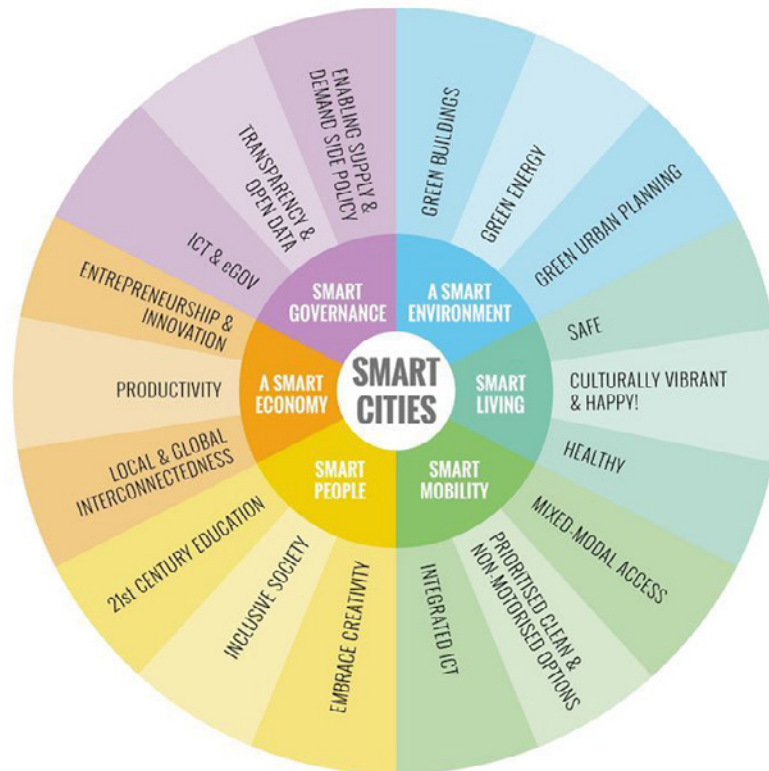 SMART
CITIES
A SMART
ENVIRONMENT
GREEN BUILDINGS
GREEN ENERGY
GREEN URBAN PLANNING
SMART
LIVING
SAFE
CULTURALLY VIBRANT
& HAPPY!
HEALTHY
SMART
MOBILITY
MIXED-MODAL ACCESS
PRIORITISED CLEAN &
NON-MOTORISED OPTIONS
INTEGRATED ICT
SMART
PEOPLE
EMBRACE CREATIVITY
INCLUSIVE SOCIETY
21st CENTURY EDUCATION
A SMART
ECONOMY
LOCAL & GLOBAL
INTERCONNECTEDNESS
PRODUCTIVITY
ENTREPRENEURSHIP &
INNOVATION
SMART
GOVERNANCE
ICT & eGOV
TRANSPARENCY &
OPEN DATA
ENABLING SUPPLY &
DEMAND SIDE POLICY